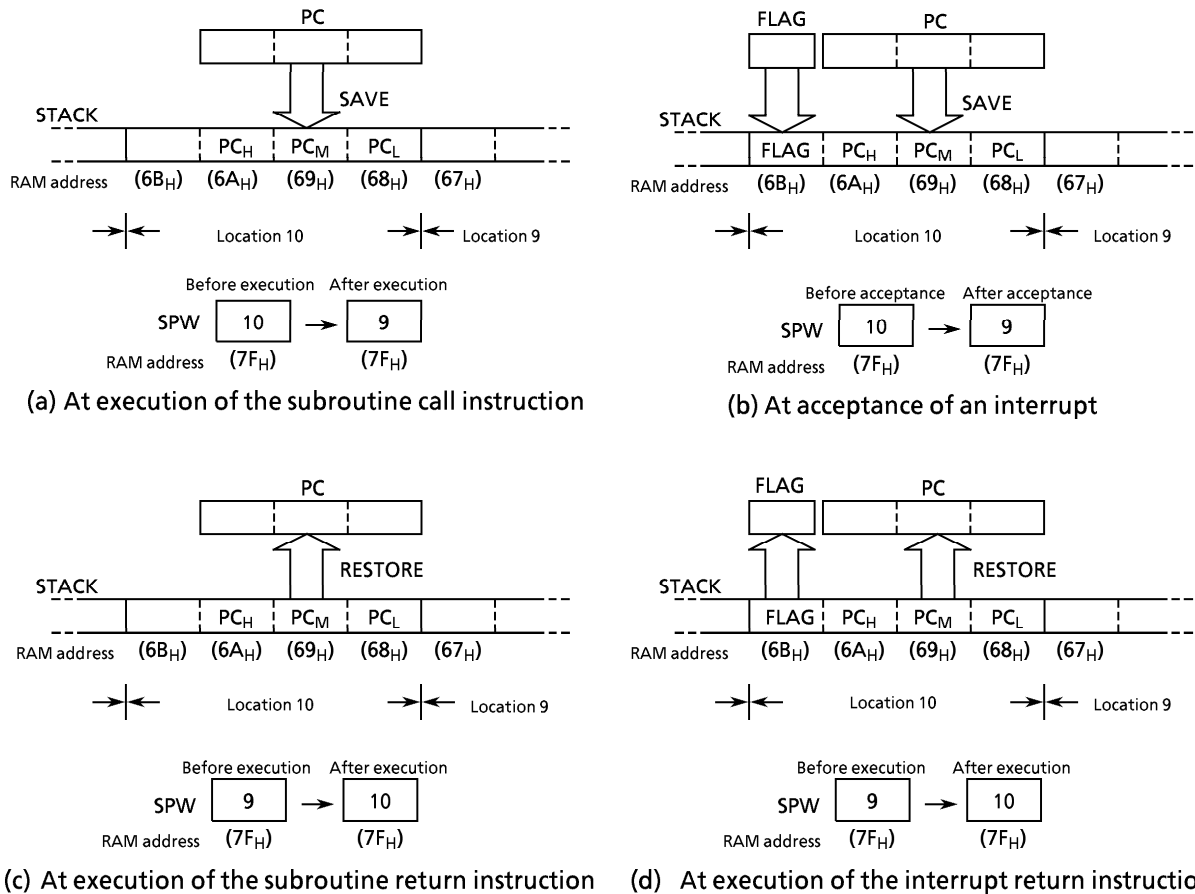 PC
SAVE
STACK
PCH PCM PCL
RAM address (6BH) (6AH) (69H) (68H) (67H)
Location 10 Location 9
Before execution After execution
SPW 10 9
RAM address (7FH) (7FH)
(a) At execution of the subroutine call instruction
FLAG PC
SAVE
STACK
FLAG PCH PCM PCL
RAM address (6BH) (6AH) (69H) (68H) (67H)
Location 10 Location 9
Before acceptance After acceptance
SPW 10 9
RAM address (7FH) (7FH)
(b) At acceptance of an interrupt
PC
RESTORE
STACK
PCH PCM PCL
RAM address (6BH) (6AH) (69H) (68H) (67H)
Location 10 Location 9
Before execution After execution
SPW 9 10
RAM address (7FH) (7FH)
(c) At execution of the subroutine return instruction
FLAG PC
RESTORE
STACK
FLAG PCH PCM PCL
RAM address (6BH) (6AH) (69H) (68H) (67H)
Location 10 Location 9
Before execution After execution
SPW 9 10
RAM address (7FH) (7FH)
(d) At execution of the interrupt return instructio